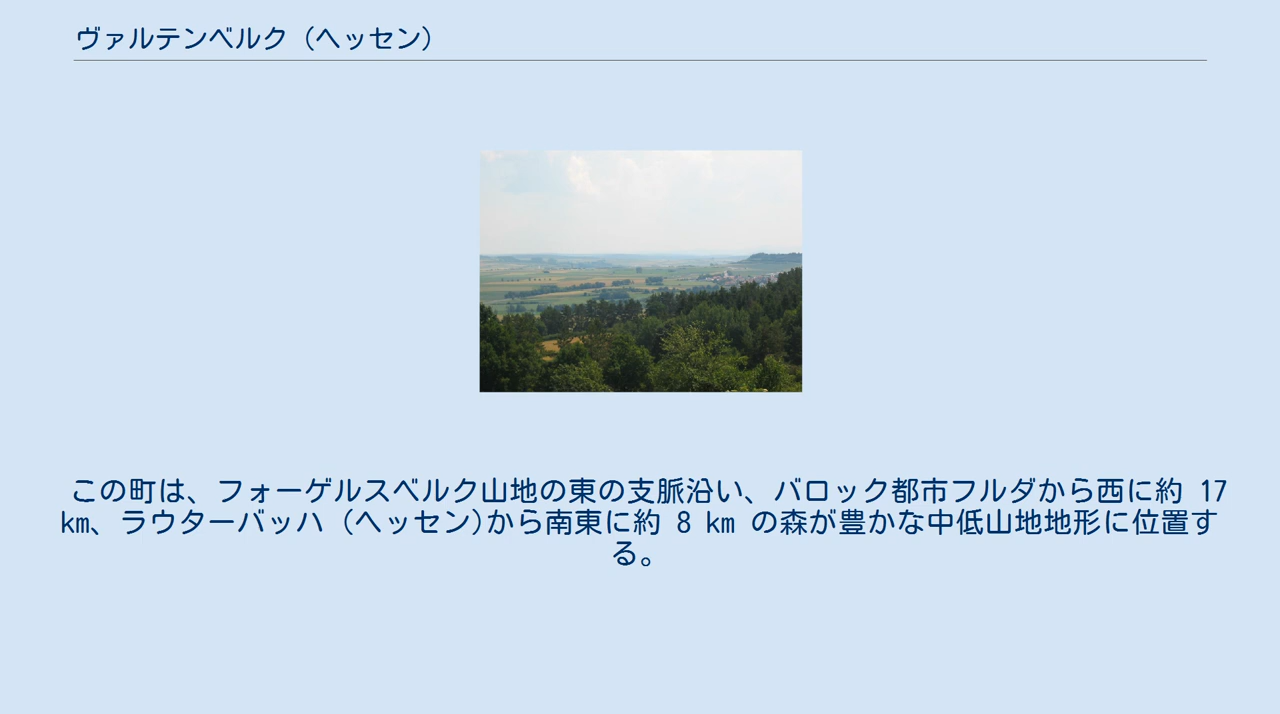 ヴァルテンベルク (ヘッセン)
この町は、フォーゲルスベルク山地の東の支脈沿い、バロック都市フルダから西に約 17
km、ラウターバッハ (ヘッセン)から南東に約 8 km の森が豊かな中低山地地形に位置す
る。